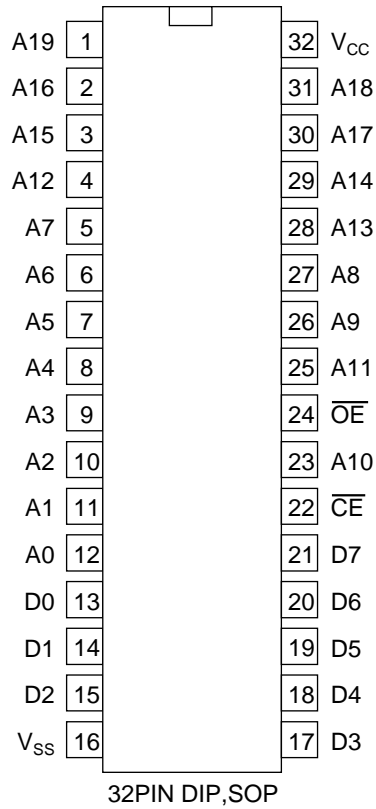 A19 1 32 VCC
A16 2 31 A18
A15 3 30 A17
A12 4 29 A14
A7 5 28 A13
A6 6 27 A8
A5 7 26 A9
A4 8 25 A11
A3 9 24 O̅E̅
A2 10 23 A10
A1 11 22 C̅E̅
A0 12 21 D7
D0 13 20 D6
D1 14 19 D5
D2 15 18 D4
VSS 16 17 D3
32PIN DIP,SOP